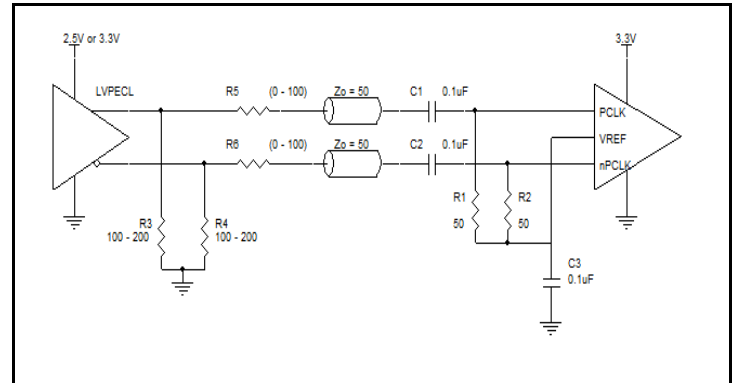 2.5V or 3.3V
3.3V
LVPECL
R5 (0 - 100)
Zo = 50
C1 0.1uF
PCLK
VREF
R6 (0 - 100)
Zo = 50
C2 0.1uF
nPCLK
R3
100 - 200
R4
100 - 200
R1
50
R2
50
C3
0.1uF